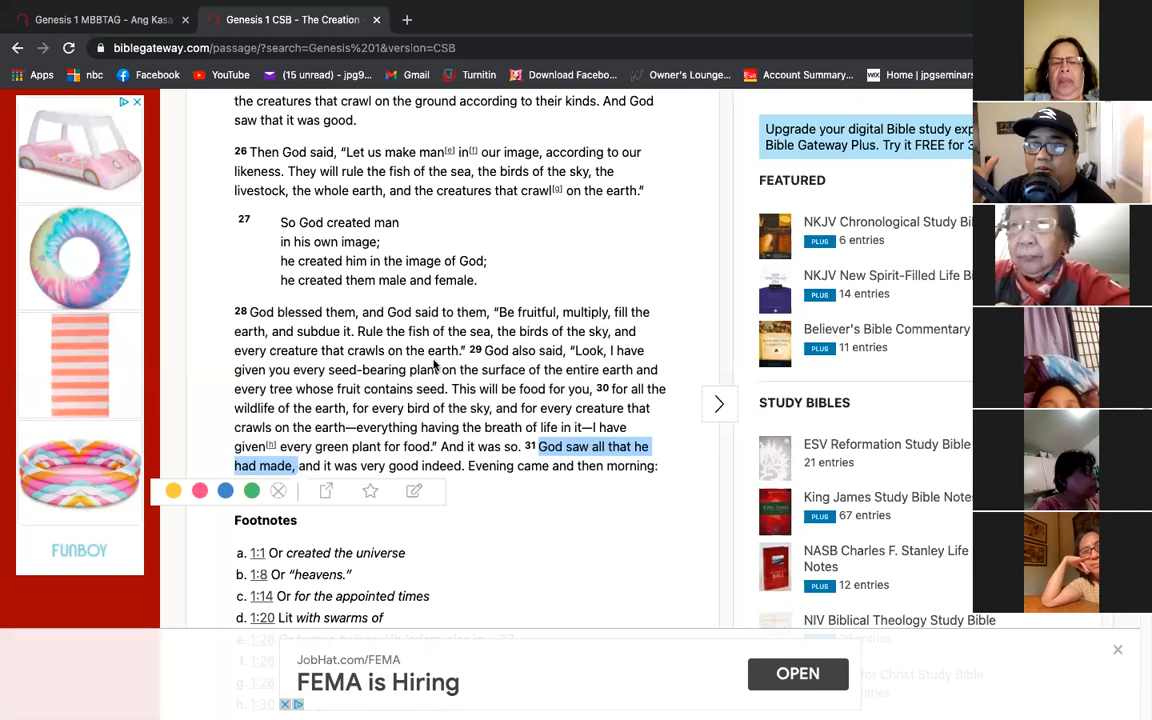 Genesis 1 MBBTAG - Ang Kasa
Genesis 1 CSB - The Creation -
biblegateway.com/passage/?search=Genesis%201&version=CSB
Apps
nbc
Facebook
YouTube
(15 unread) - jpg9...
Gmail
Turnitin
Download Facebo...
Owner's Lounge...
Account Summary...
Home | jpgseminars
the creatures that crawl on the ground according to their kinds. And God
saw that it was good.
26 Then God said, “Let us make man[e] in[f] our image, according to our
likeness. They will rule the fish of the sea, the birds of the sky, the
livestock, the whole earth, and the creatures that crawl[g] on the earth.”
27 So God created man
in his own image;
he created him in the image of God;
he created them male and female.
28 God blessed them, and God said to them, “Be fruitful, multiply, fill the
earth, and subdue it. Rule the fish of the sea, the birds of the sky, and
every creature that crawls on the earth.” 29 God also said, “Look, I have
given you every seed-bearing plant on the surface of the entire earth and
every tree whose fruit contains seed. This will be food for you, 30 for all the
wildlife of the earth, for every bird of the sky, and for every creature that
crawls on the earth—everything having the breath of life in it—I have
given[h] every green plant for food.” And it was so. 31 God saw all that he
had made, and it was very good indeed. Evening came and then morning:
Footnotes
a. 1:1 Or created the universe
b. 1:8 Or “heavens.”
c. 1:14 Or for the appointed times
d. 1:20 Lit with swarms of
e. 1:26
f. 1:26
g. 1:26
h. 1:30
FUNBOY
Upgrade your digital Bible study exp
Bible Gateway Plus. Try it FREE for 3
FEATURED
NKJV Chronological Study Bi
PLUS 6 entries
NKJV New Spirit-Filled Life Bi
PLUS 14 entries
Believer's Bible Commentary
PLUS 11 entries
STUDY BIBLES
ESV Reformation Study Bible
21 entries
King James Study Bible Notes
PLUS 67 entries
NASB Charles F. Stanley Life
Notes
PLUS 12 entries
NIV Biblical Theology Study Bible
for Christ Study Bible
JobHat.com/FEMA
FEMA is Hiring
OPEN